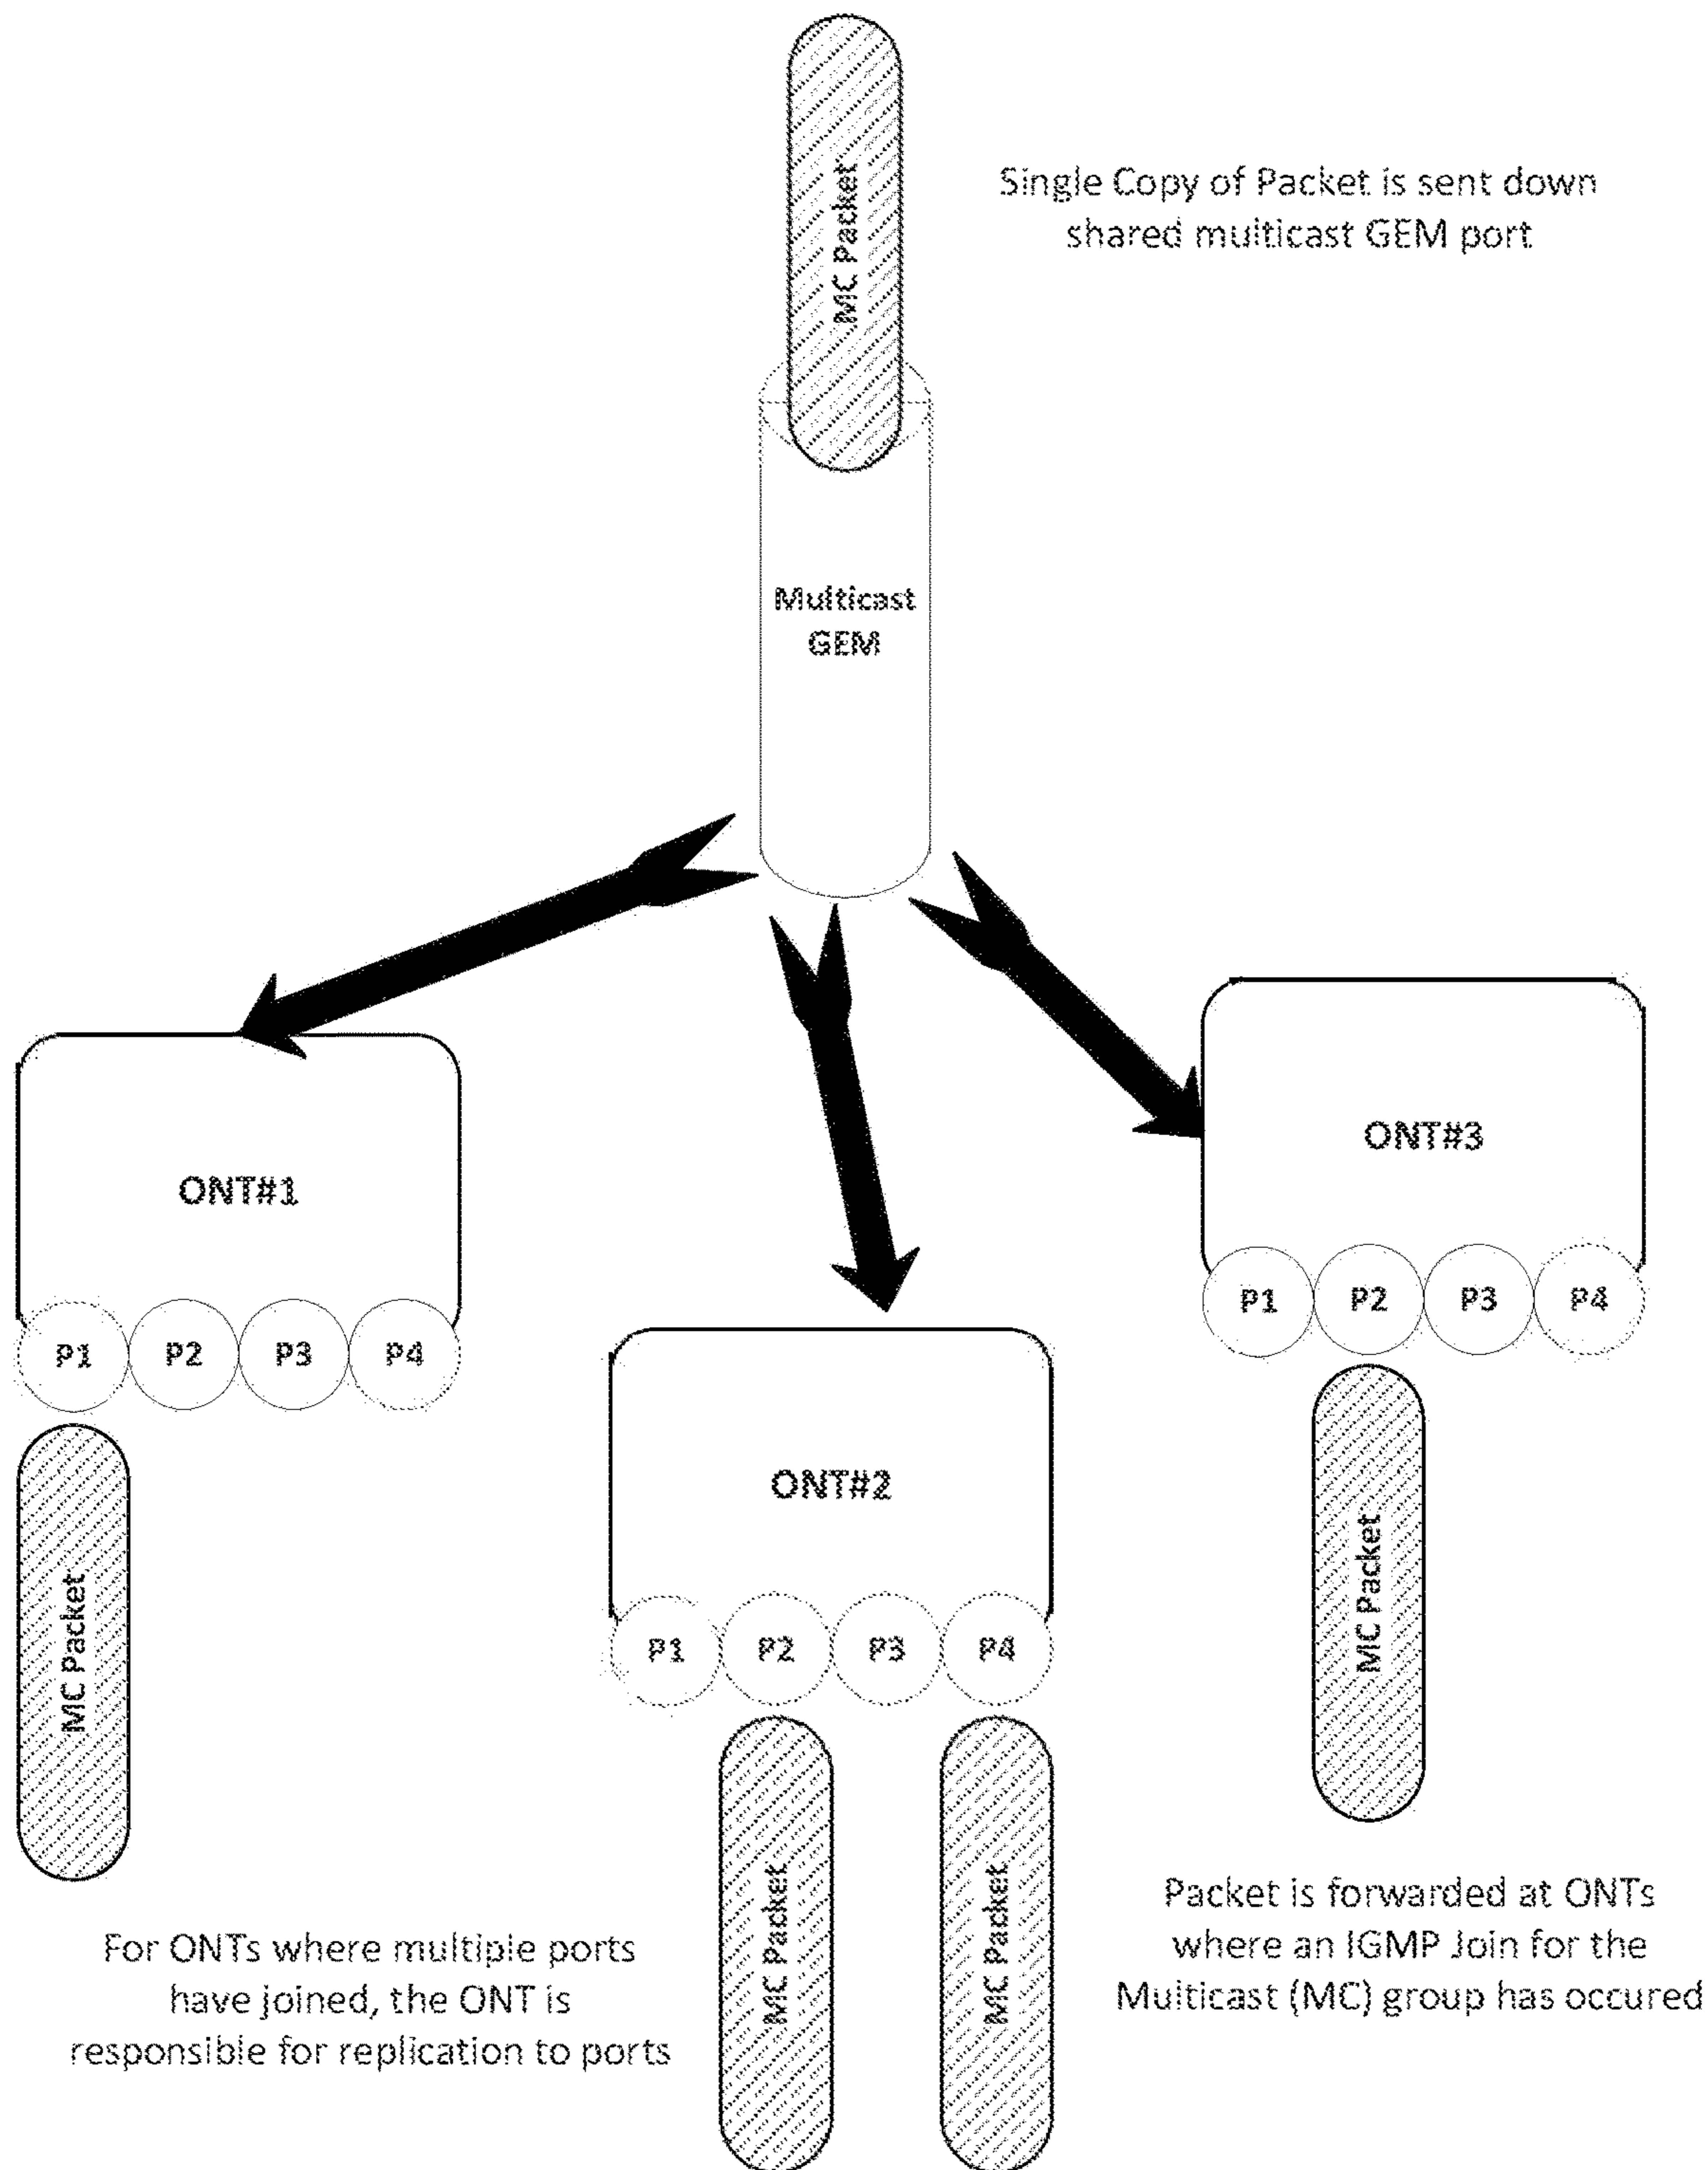 MC Packet
Single Copy of Packet is sent down
shared multicast GEM port
Multicast
GEM
ONT#1
P1 P2 P3 P4
MC Packet
ONT#2
P1 P2 P3 P4
MC Packet
MC Packet
ONT#3
P1 P2 P3 P4
MC Packet
For ONTs where multiple ports
have joined, the ONT is
responsible for replication to ports
Packet is forwarded at ONTs
where an IGMP Join for the
Multicast (MC) group has occured